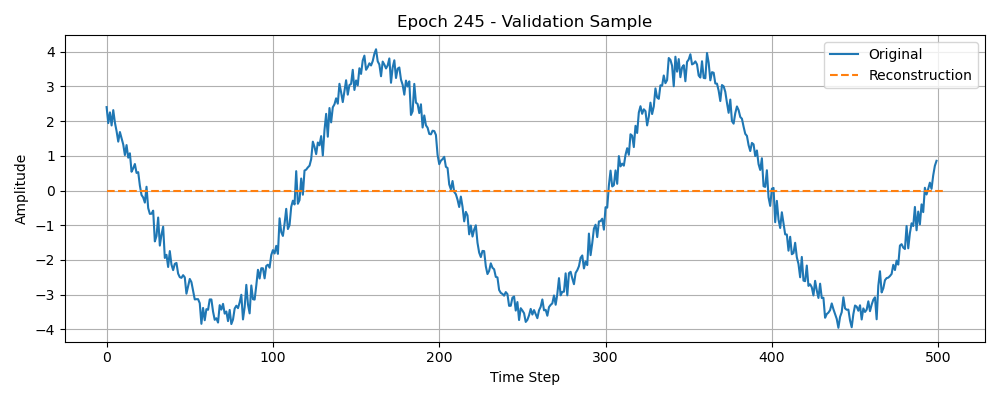 Epoch 245 - Validation Sample
Original
Reconstruction
Amplitude
4
3
2
1
0
−1
−2
−3
−4
0 100 200 300 400 500
Time Step